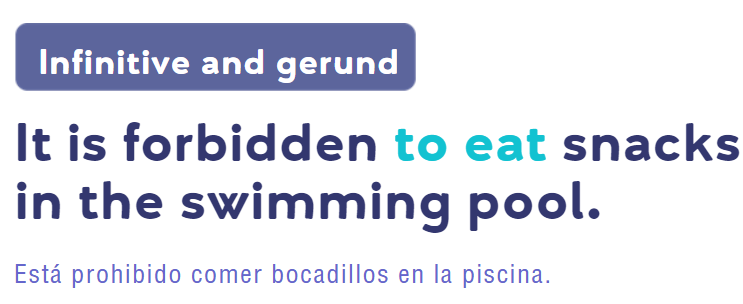 Infinitive and gerund
It is forbidden to eat snacks
in the swimming pool.
Está prohibido comer bocadillos en la piscina.